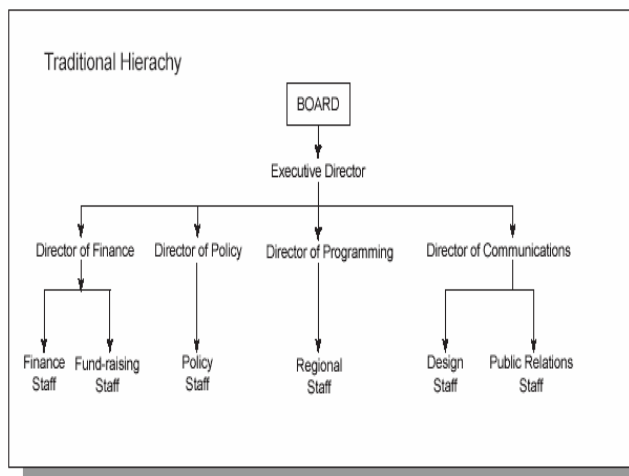 Traditional Hierachy
BOARD
Executive Director
Director of Finance
Director of Policy
Director of Programming
Director of Communications
Finance
Staff
Fund-raising
Staff
Policy
Staff
Regional
Staff
Design
Staff
Public Relations
Staff